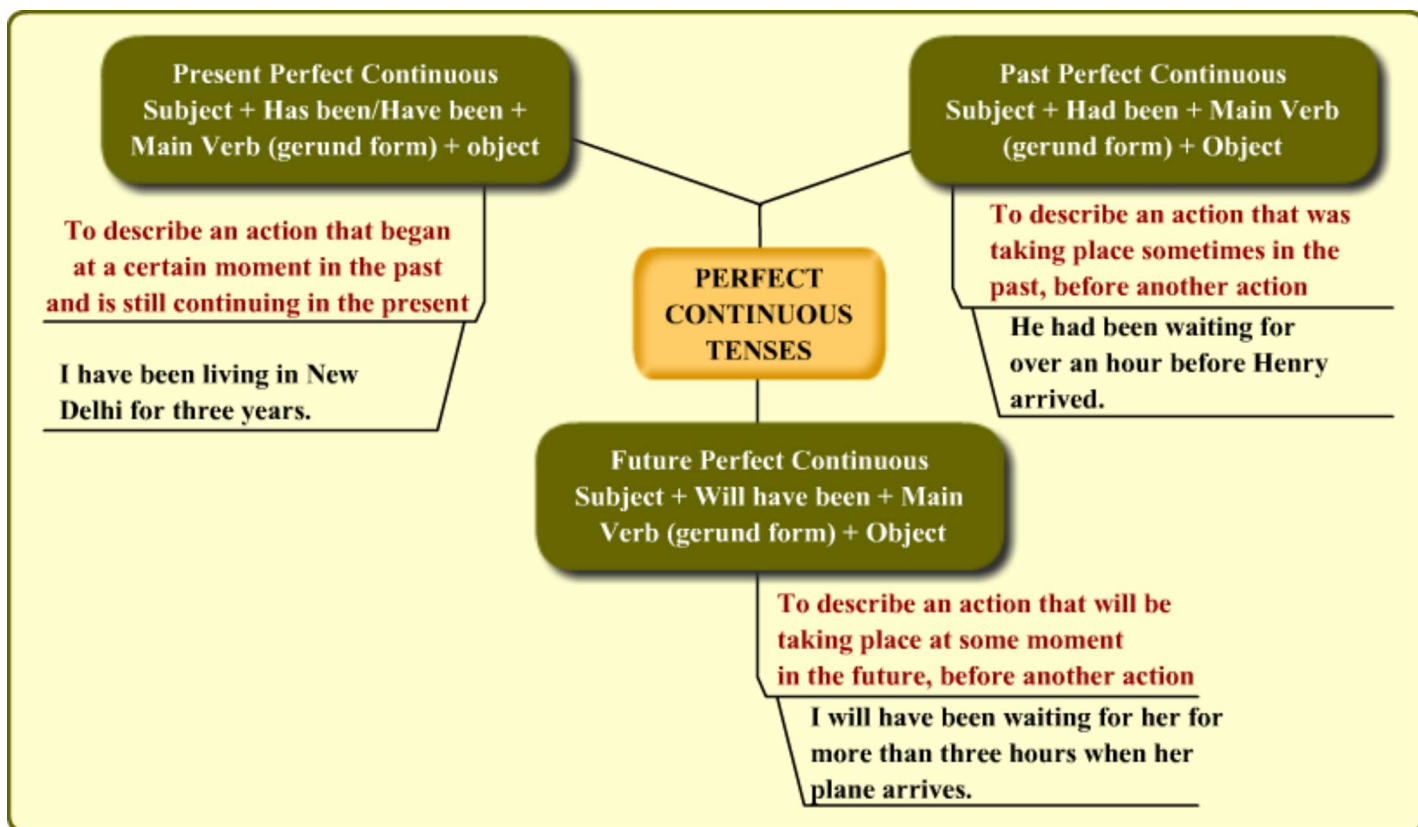 Present Perfect Continuous
Subject + Has been/Have been +
Main Verb (gerund form) + object
To describe an action that began
at a certain moment in the past
and is still continuing in the present
I have been living in New
Delhi for three years.
Past Perfect Continuous
Subject + Had been + Main Verb
(gerund form) + Object
To describe an action that was
taking place sometimes in the
past, before another action
He had been waiting for
over an hour before Henry
arrived.
PERFECT
CONTINUOUS
TENSES
Future Perfect Continuous
Subject + Will have been + Main
Verb (gerund form) + Object
To describe an action that will be
taking place at some moment
in the future, before another action
I will have been waiting for her for
more than three hours when her
plane arrives.